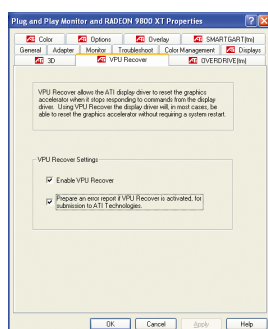 Plug and Play Monitor and RADEON 9800 XT Properties
Color Options Overlay SMARTGART(tm)
General Adapter Monitor Troubleshoot Color Management Displays
3D VPU Recover OVERDRIVE(tm)
VPU Recover allows the ATI display driver to reset the graphics
accelerator when it stops responding to commands from the display
driver. Using VPU Recover the display driver will, in most cases, be
able to reset the graphics accelerator without requiring a system restart.
VPU Recover Settings
Enable VPU Recover
Prepare an error report if VPU Recover is activated, for
submission to ATI Technologies.
OK Cancel Apply Help